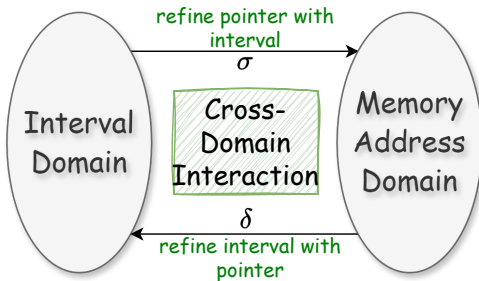 refine pointer with
interval
σ
Interval
Domain
Cross-
Domain
Interaction
Memory
Address
Domain
δ
refine interval with
pointer